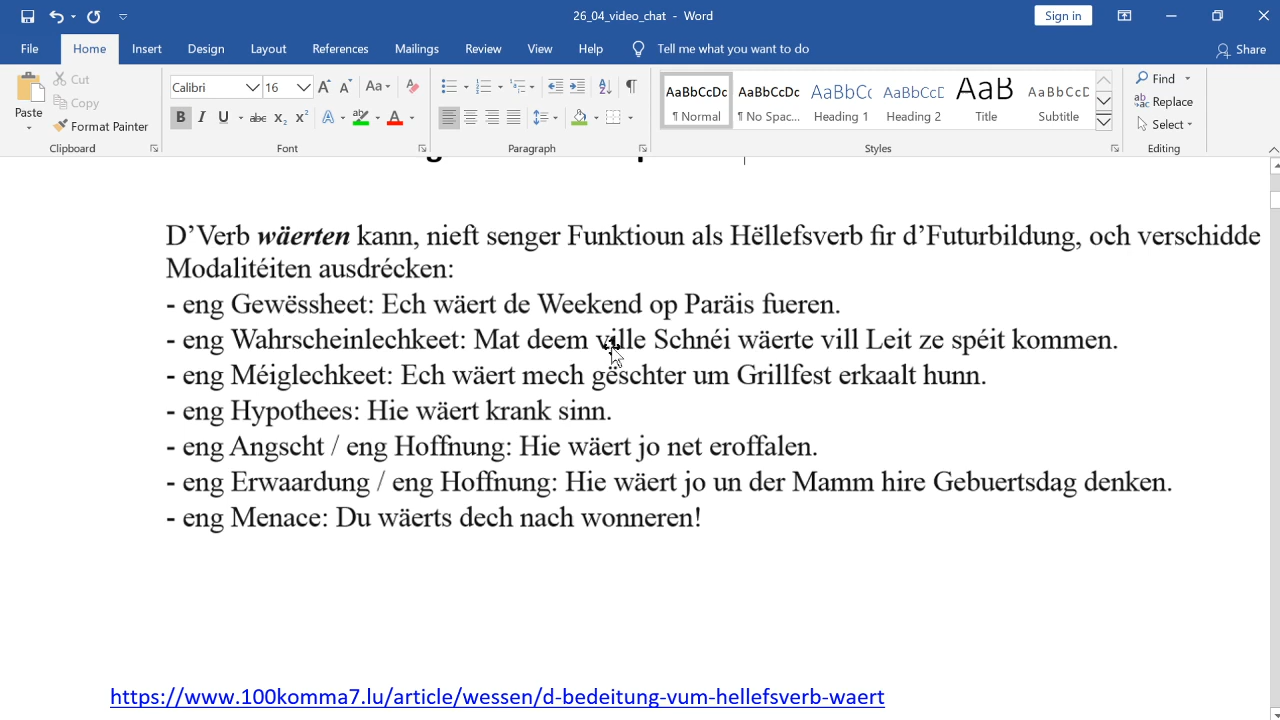 26_04_video_chat - Word
Sign in
File Home Insert Design Layout References Mailings Review View Help Tell me what you want to do Share
Paste
Cut
Copy
Format Painter
Clipboard
Calibri 16
Font
Paragraph
AaBbCcDc AaBbCcDc AaBbCc AaBbCcD AaB AaBbCcD
¶ Normal ¶ No Spac... Heading 1 Heading 2 Title Subtitle
Styles
Find
Replace
Select
Editing
D’Verb wäerten kann, nieft senger Funktioun als Hëllefsverb fir d’Futurbildung, och verschidde
Modalitéiten ausdrécken:
- eng Gewëssheet: Ech wäert de Weekend op Paräis fueren.
- eng Wahrscheinlechkeet: Mat deem ville Schnéi wäerte vill Leit ze spéit kommen.
- eng Méiglechkeet: Ech wäert mech geschter um Grillfest erkaalt hunn.
- eng Hypothees: Hie wäert krank sinn.
- eng Angscht / eng Hoffnung: Hie wäert jo net eroffalen.
- eng Erwaardung / eng Hoffnung: Hie wäert jo un der Mamm hire Gebuertsdag denken.
- eng Menace: Du wäerts dech nach wonneren!
https://www.100komma7.lu/article/wessen/d-bedeitung-vum-hellefsverb-waert